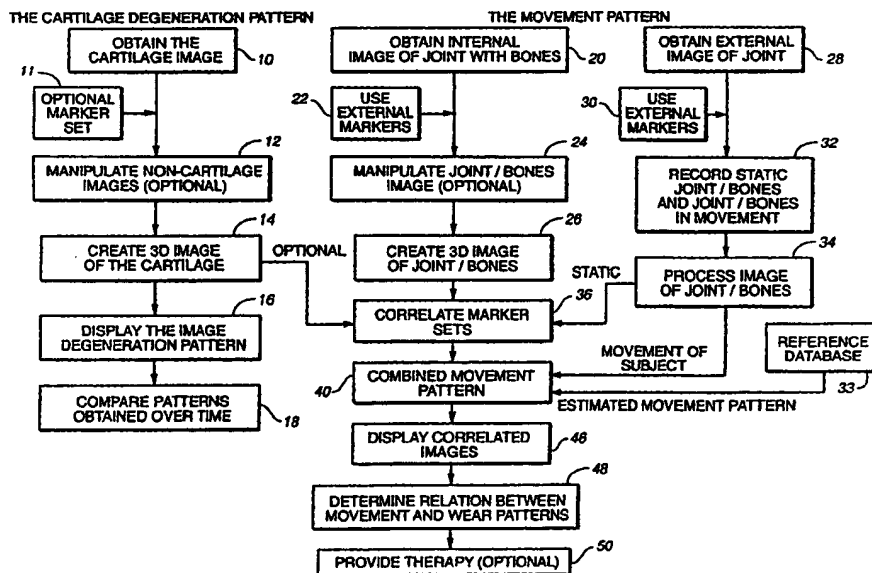 THE CARTILAGE DEGENERATION PATTERN
OBTAIN THE
CARTILAGE IMAGE
10
11
OPTIONAL
MARKER
SET
12
MANIPULATE NON-CARTILAGE
IMAGES (OPTIONAL)
14
CREATE 3D IMAGE
OF THE CARTILAGE
OPTIONAL
16
DISPLAY THE IMAGE
DEGENERATION PATTERN
COMPARE PATTERNS
OBTAINED OVER TIME
18
THE MOVEMENT PATTERN
OBTAIN INTERNAL
IMAGE OF JOINT WITH BONES
20
22
USE
EXTERNAL
MARKERS
24
MANIPULATE JOINT / BONES
IMAGE (OPTIONAL)
26
CREATE 3D IMAGE
OF JOINT / BONES
36
CORRELATE MARKER
SETS
40
COMBINED MOVEMENT
PATTERN
DISPLAY CORRELATED
IMAGES
46
48
DETERMINE RELATION BETWEEN
MOVEMENT AND WEAR PATTERNS
50
PROVIDE THERAPY (OPTIONAL)
OBTAIN EXTERNAL
IMAGE OF JOINT
28
30
USE
EXTERNAL
MARKERS
32
RECORD STATIC
JOINT / BONES
AND JOINT / BONES
IN MOVEMENT
34
PROCESS IMAGE
OF JOINT / BONES
STATIC
MOVEMENT OF
SUBJECT
REFERENCE
DATABASE
33
ESTIMATED MOVEMENT PATTERN